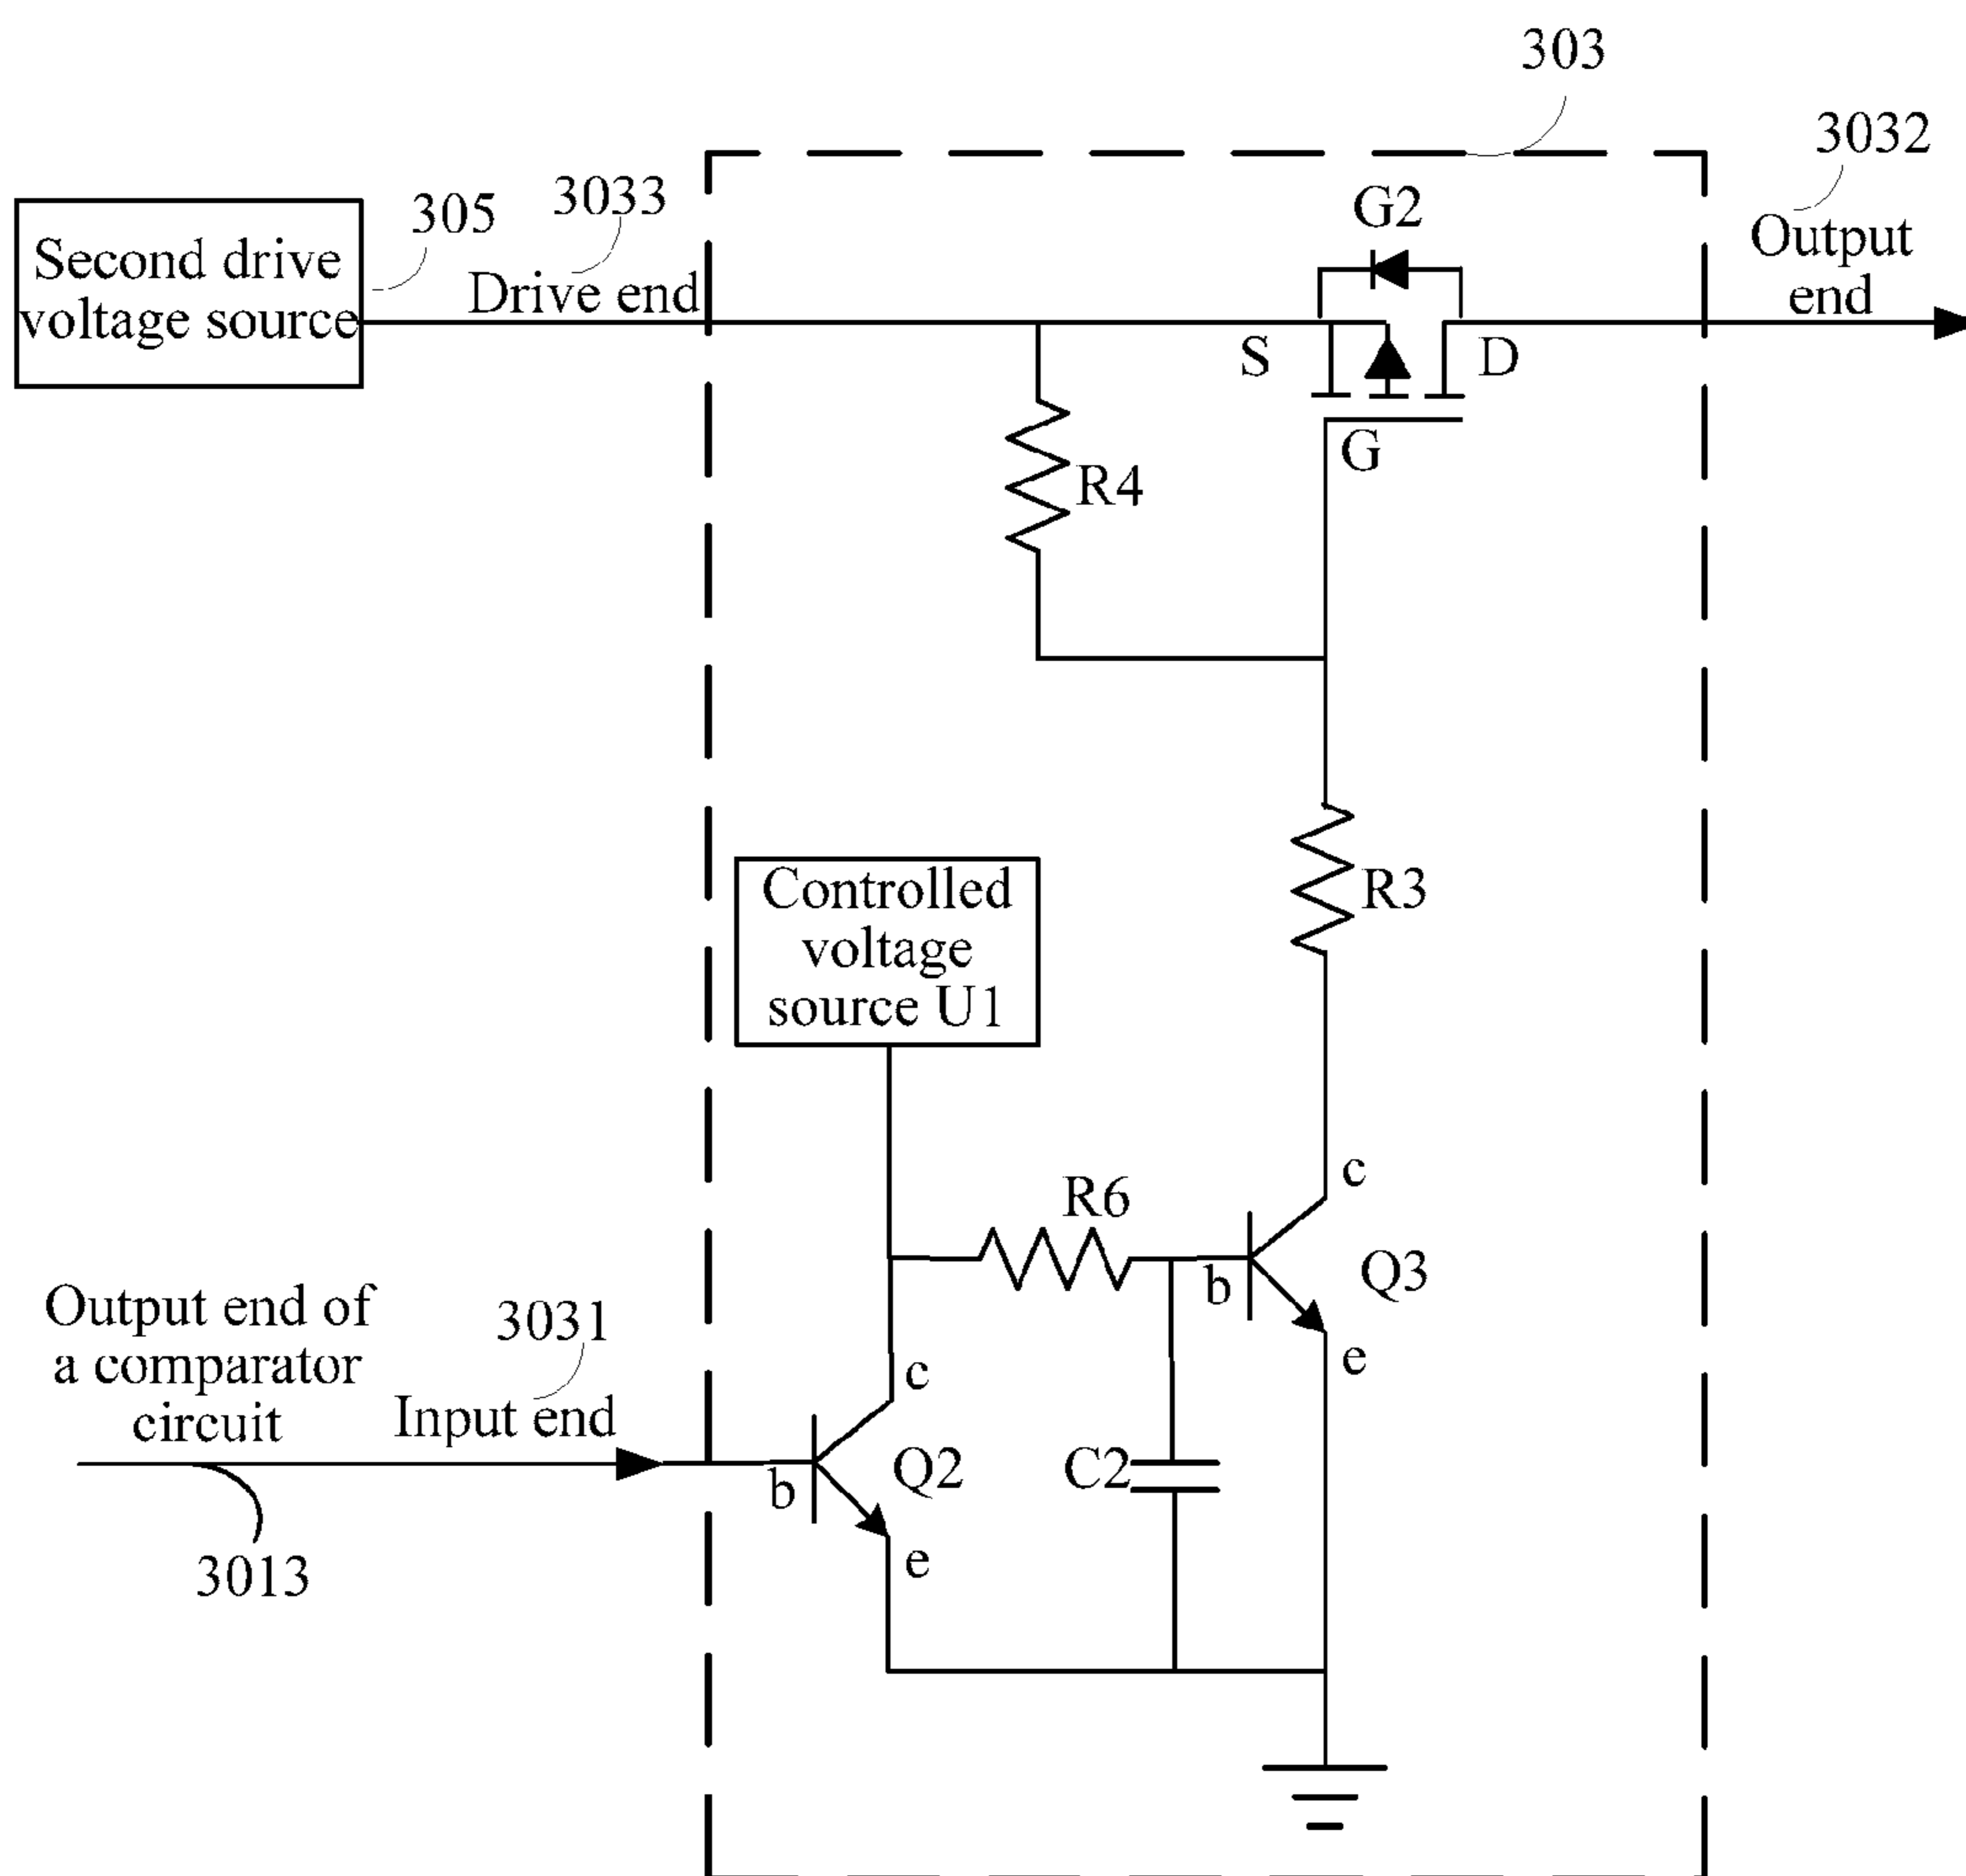 303
3032
Output
end
G2
3033
305
Drive end
Second drive
voltage source
S
D
G
R4
R3
Controlled
voltage
source U1
R6
c
b
Q3
e
Output end of
a comparator
circuit
3031
Input end
c
b
Q2
e
C2
3013